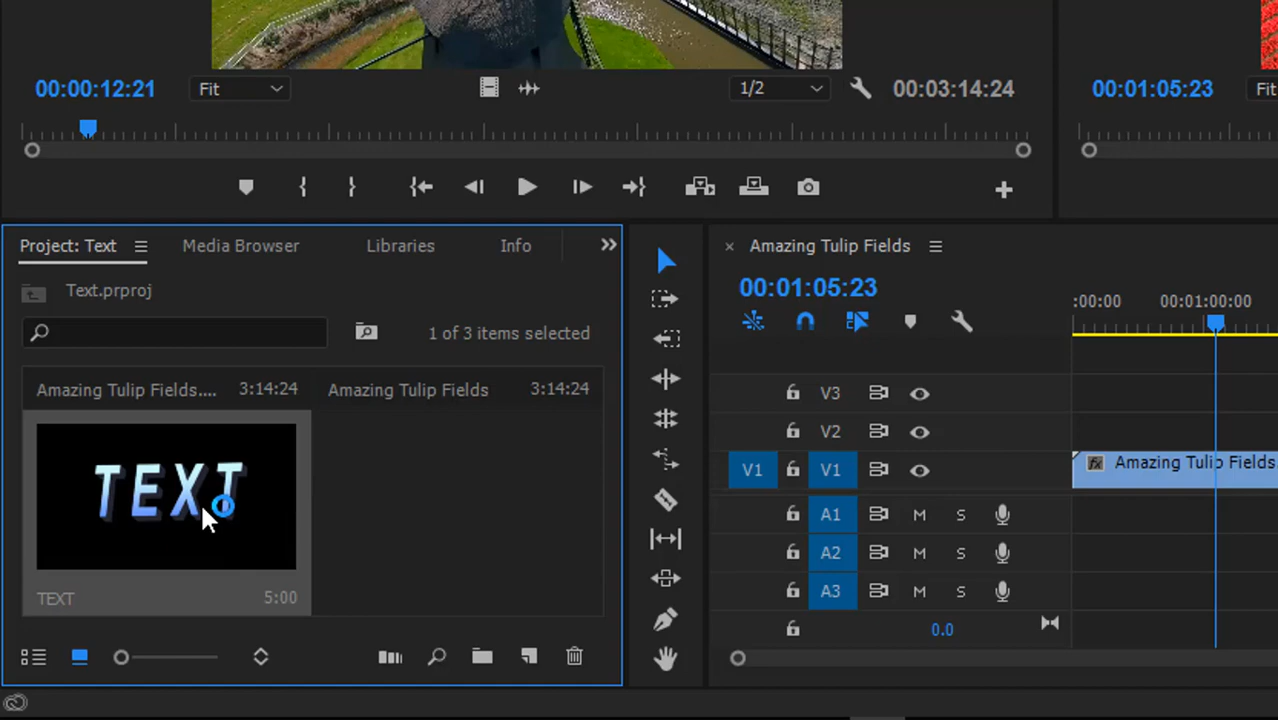 00:00:12:21 Fit 1/2 00:03:14:24 00:01:05:23 Fit
Project: Text Media Browser Libraries Info Amazing Tulip Fields
Text.prproj 00:01:05:23
:00:00 00:01:00:00
1 of 3 items selected
Amazing Tulip Fields.... 3:14:24 Amazing Tulip Fields 3:14:24
V3
V2
TEXT
V1 V1 fx Amazing Tulip Fields
A1 M S
A2 M S
TEXT 5:00 A3 M S
0.0